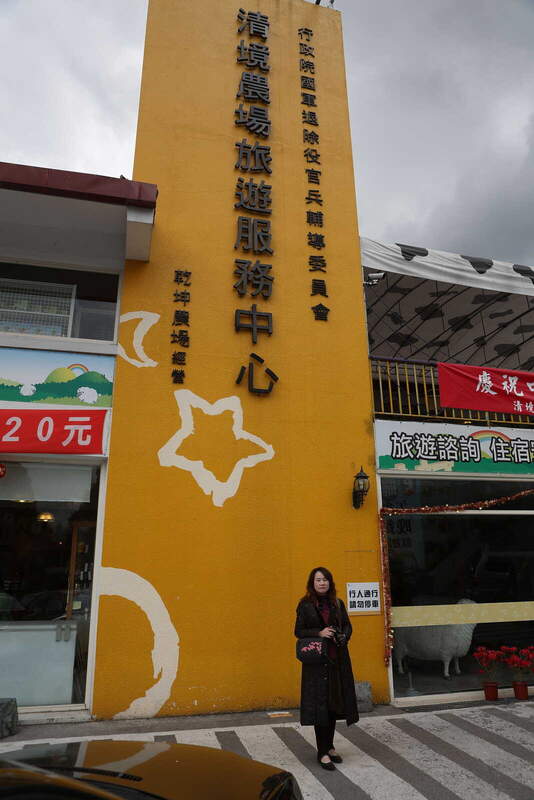 行政院國軍退除役官兵輔導委員會
清境農場旅遊服務中心
乾坤農場經營
20元
慶祝
清境
旅遊諮詢 住宿
行人通行
請勿停車